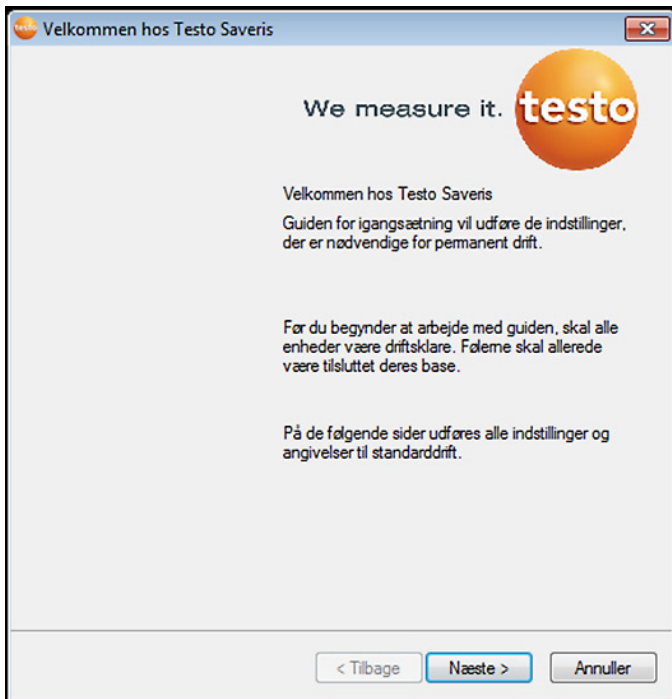 testo Velkommen hos Testo Saveris
We measure it. testo
Velkommen hos Testo Saveris
Guiden for igangsætning vil udføre de indstillinger,
der er nødvendige for permanent drift.
Før du begynder at arbejde med guiden, skal alle
enheder være driftsklare. Følerne skal allerede
være tilsluttet deres base.
På de følgende sider udføres alle indstillinger og
angivelser til standarddrift.
< Tilbage Næste > Annuller